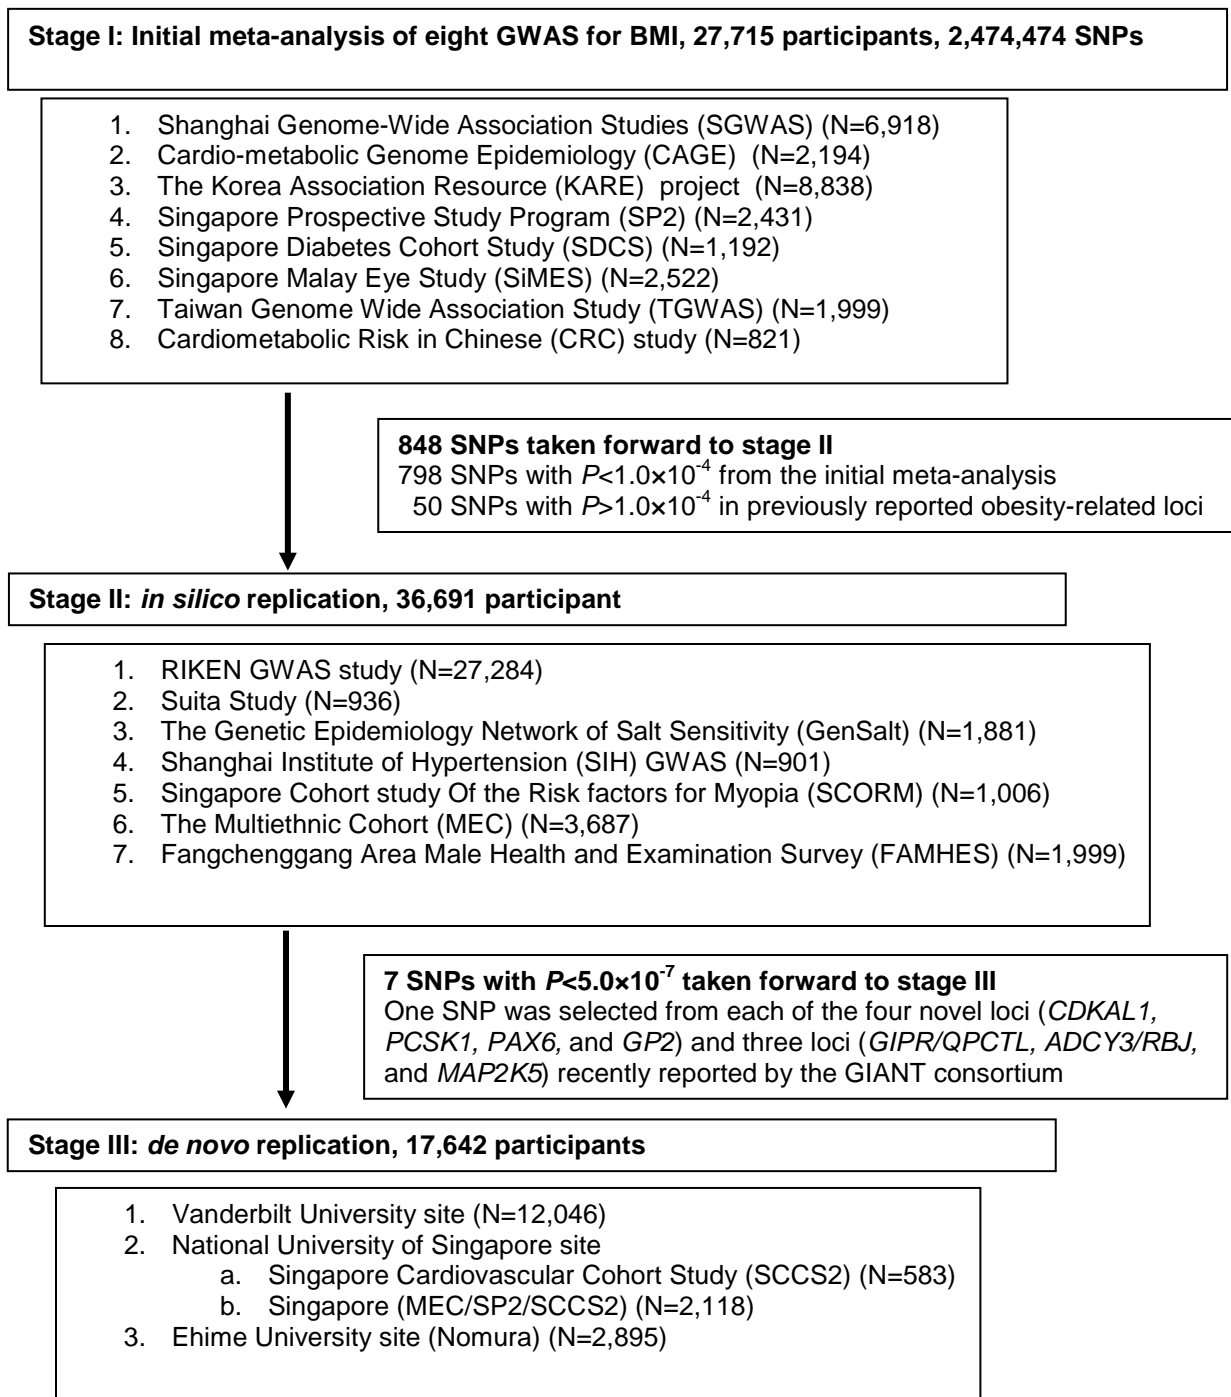 Stage I: Initial meta-analysis of eight GWAS for BMI, 27,715 participants, 2,474,474 SNPs
1. Shanghai Genome-Wide Association Studies (SGWAS) (N=6,918)
2. Cardio-metabolic Genome Epidemiology (CAGE) (N=2,194)
3. The Korea Association Resource (KARE) project (N=8,838)
4. Singapore Prospective Study Program (SP2) (N=2,431)
5. Singapore Diabetes Cohort Study (SDCS) (N=1,192)
6. Singapore Malay Eye Study (SiMES) (N=2,522)
7. Taiwan Genome Wide Association Study (TGWAS) (N=1,999)
8. Cardiometabolic Risk in Chinese (CRC) study (N=821)
848 SNPs taken forward to stage II
798 SNPs with P<1.0×10⁻⁴ from the initial meta-analysis
50 SNPs with P>1.0×10⁻⁴ in previously reported obesity-related loci
Stage II: in silico replication, 36,691 participant
1. RIKEN GWAS study (N=27,284)
2. Suita Study (N=936)
3. The Genetic Epidemiology Network of Salt Sensitivity (GenSalt) (N=1,881)
4. Shanghai Institute of Hypertension (SIH) GWAS (N=901)
5. Singapore Cohort study Of the Risk factors for Myopia (SCORM) (N=1,006)
6. The Multiethnic Cohort (MEC) (N=3,687)
7. Fangchenggang Area Male Health and Examination Survey (FAMHES) (N=1,999)
7 SNPs with P<5.0×10⁻⁷ taken forward to stage III
One SNP was selected from each of the four novel loci (CDKAL1,
PCSK1, PAX6, and GP2) and three loci (GIPR/QPCTL, ADCY3/RBJ,
and MAP2K5) recently reported by the GIANT consortium
Stage III: de novo replication, 17,642 participants
1. Vanderbilt University site (N=12,046)
2. National University of Singapore site
a. Singapore Cardiovascular Cohort Study (SCCS2) (N=583)
b. Singapore (MEC/SP2/SCCS2) (N=2,118)
3. Ehime University site (Nomura) (N=2,895)